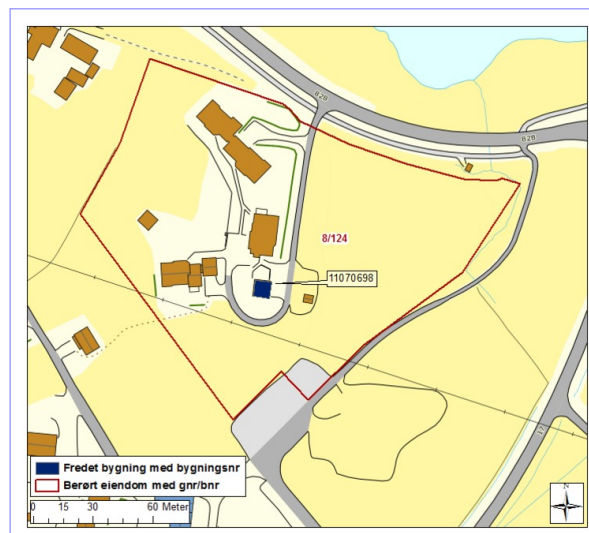 828
828
8/124
11070698
17
Fredet bygning med bygningsnr
Berørt eiendom med gnr/bnr
0 15 30 60 Meter
N